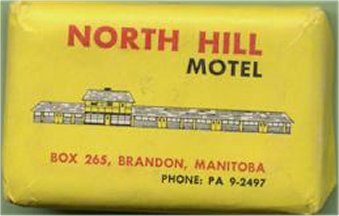 NORTH HILL
MOTEL
BOX 265, BRANDON, MANITOBA
PHONE: PA 9-2497